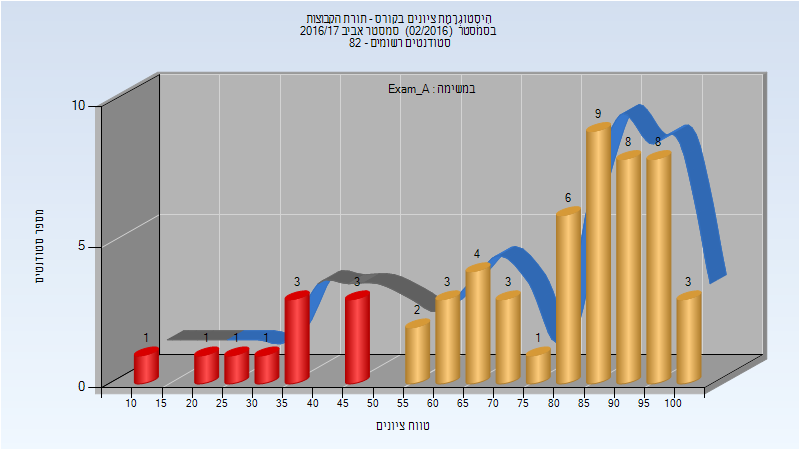 היסטוגרמת ציונים בקורס - תורת הקבוצות
בסמסטר (02/2016) סמסטר אביב 2016/17
סטודנטים רשומים - 82
במשימה : Exam_A
מספר סטודנטים
10
5
0
1
1
1
1
3
3
2
3
4
3
1
6
9
8
8
3
10 15 20 25 30 35 40 45 50 55 60 65 70 75 80 85 90 95 100
טווח ציונים